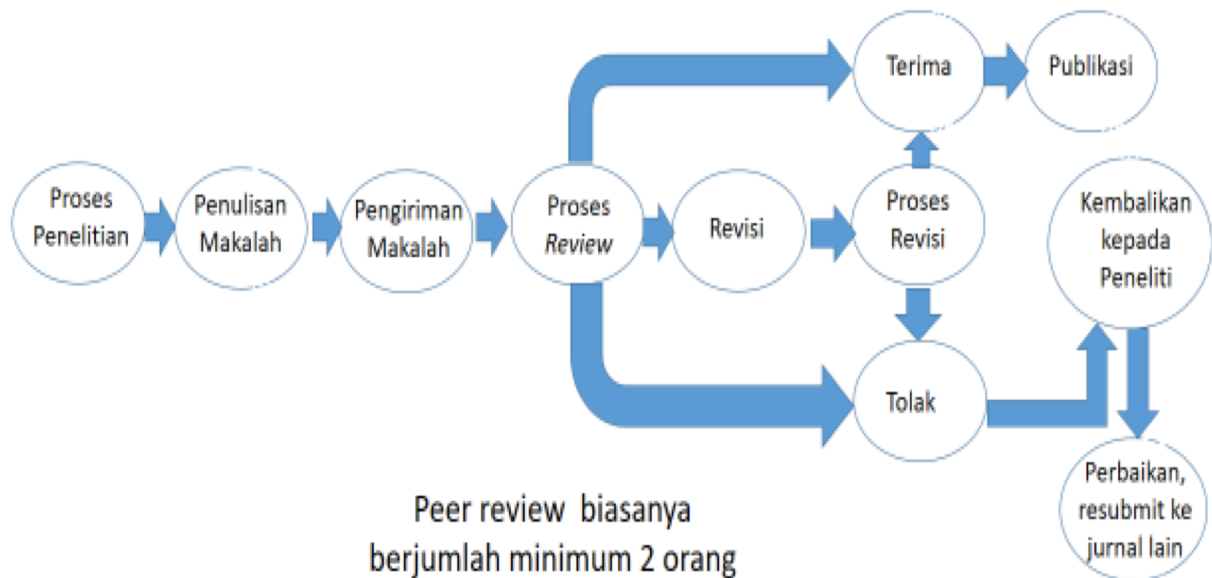 Terima
Publikasi
Proses
Penelitian
Penulisan
Makalah
Pengiriman
Makalah
Proses
Review
Revisi
Proses
Revisi
Kembalikan
kepada
Peneliti
Tolak
Perbaikan,
resubmit ke
jurnal lain
Peer review biasanya
berjumlah minimum 2 orang